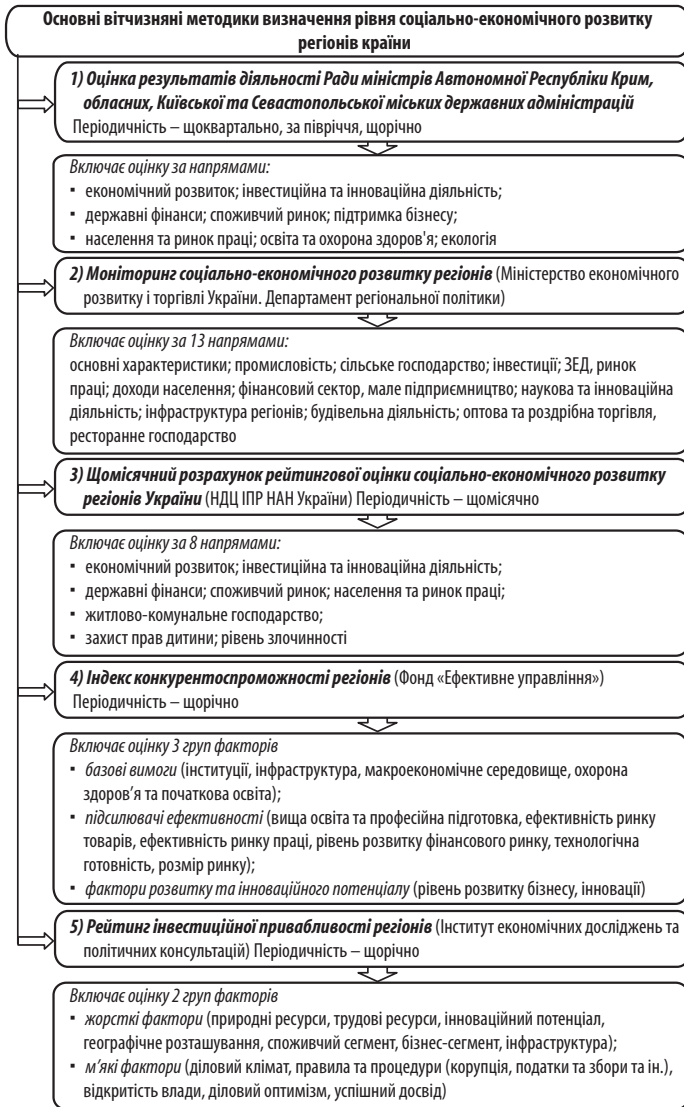 Основні вітчизняні методики визначення рівня соціально-економічного розвитку
регіонів країни
1) Оцінка результатів діяльності Ради міністрів Автономної Республіки Крим,
обласних, Київської та Севастопольської міських державних адміністрацій
Періодичність – щоквартально, за півріччя, щорічно
Включає оцінку за напрямами:
▪ економічний розвиток; інвестиційна та інноваційна діяльність;
▪ державні фінанси; споживчий ринок; підтримка бізнесу;
▪ населення та ринок праці; освіта та охорона здоров'я; екологія
2) Моніторинг соціально-економічного розвитку регіонів (Міністерство економічного
розвитку і торгівлі України. Департамент регіональної політики)
Включає оцінку за 13 напрямами:
основні характеристики; промисловість; сільське господарство; інвестиції; ЗЕД, ринок
праці; доходи населення; фінансовий сектор, мале підприємництво; наукова та інноваційна
діяльність; інфраструктура регіонів; будівельна діяльність; оптова та роздрібна торгівля,
ресторанне господарство
3) Щомісячний розрахунок рейтингової оцінки соціально-економічного розвитку
регіонів України (НДЦ ІПР НАН України) Періодичність – щомісячно
Включає оцінку за 8 напрямами:
▪ економічний розвиток; інвестиційна та інноваційна діяльність;
▪ державні фінанси; споживчий ринок; населення та ринок праці;
▪ житлово-комунальне господарство;
▪ захист прав дитини; рівень злочинності
4) Індекс конкурентоспроможності регіонів (Фонд «Ефективне управління»)
Періодичність – щорічно
Включає оцінку 3 груп факторів
▪ базові вимоги (інституції, інфраструктура, макроекономічне середовище, охорона
здоров’я та початкова освіта);
▪ підсилювачі ефективності (вища освіта та професійна підготовка, ефективність ринку
товарів, ефективність ринку праці, рівень розвитку фінансового ринку, технологічна
готовність, розмір ринку);
▪ фактори розвитку та інноваційного потенціалу (рівень розвитку бізнесу, інновації)
5) Рейтинг інвестиційної привабливості регіонів (Інститут економічних досліджень та
політичних консультацій) Періодичність – щорічно
Включає оцінку 2 груп факторів
▪ жорсткі фактори (природні ресурси, трудові ресурси, інноваційний потенціал,
географічне розташування, споживчий сегмент, бізнес-сегмент, інфраструктура);
▪ м’які фактори (діловий клімат, правила та процедури (корупція, податки та збори та ін.),
відкритість влади, діловий оптимізм, успішний досвід)